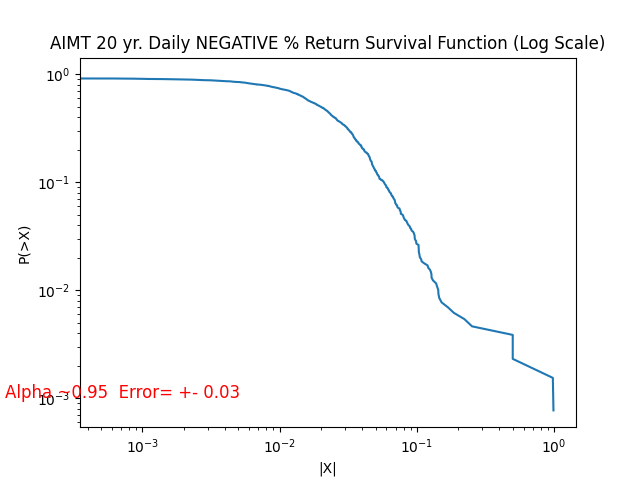 AIMT 20 yr. Daily NEGATIVE % Return Survival Function (Log Scale)
10⁰
10⁻¹
10⁻²
10⁻³
P(>X)
Alpha ~0.95  Error= +- 0.03
10⁻³ 10⁻² 10⁻¹ 10⁰
|X|